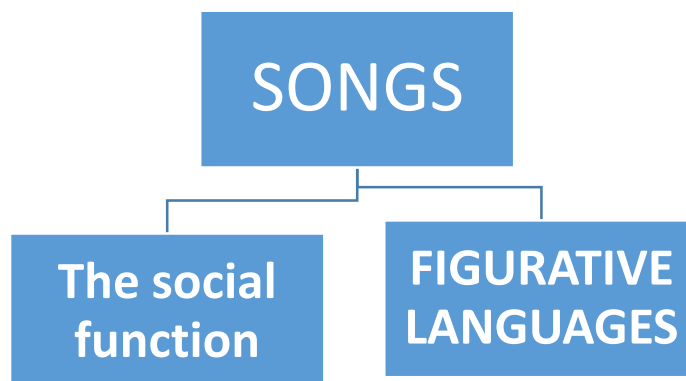 SONGS
The social
function
FIGURATIVE
LANGUAGES